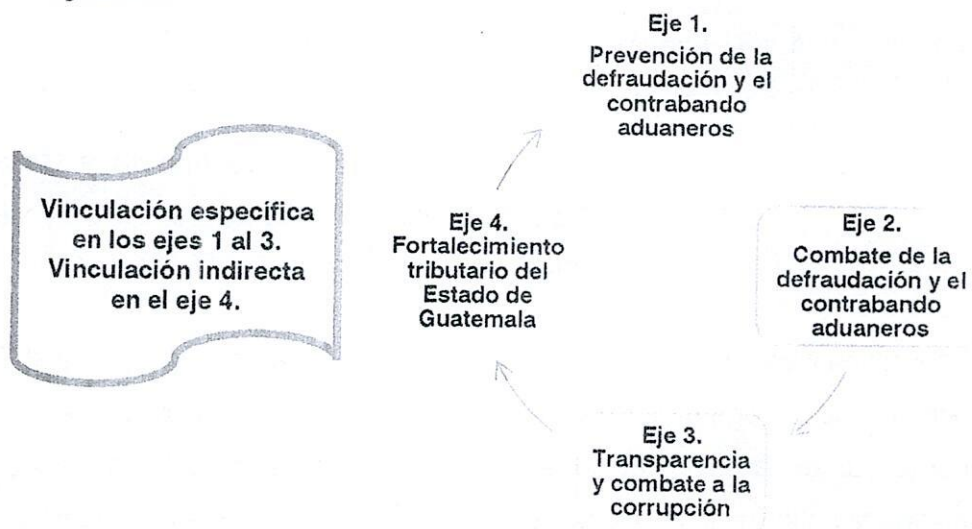 Eje 1.
Prevención de la
defraudación y el
contrabando
aduaneros
Vinculación específica
en los ejes 1 al 3.
Vinculación indirecta
en el eje 4.
Eje 4.
Fortalecimiento
tributario del
Estado de
Guatemala
Eje 2.
Combate de la
defraudación y el
contrabando
aduaneros
Eje 3.
Transparencia
y combate a la
corrupción